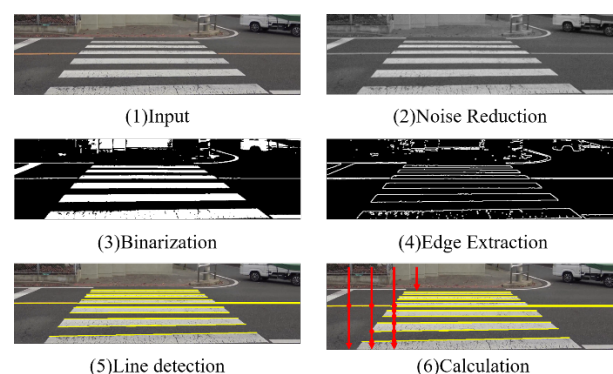 (1)Input
(2)Noise Reduction
(3)Binarization
(4)Edge Extraction
(5)Line detection
(6)Calculation